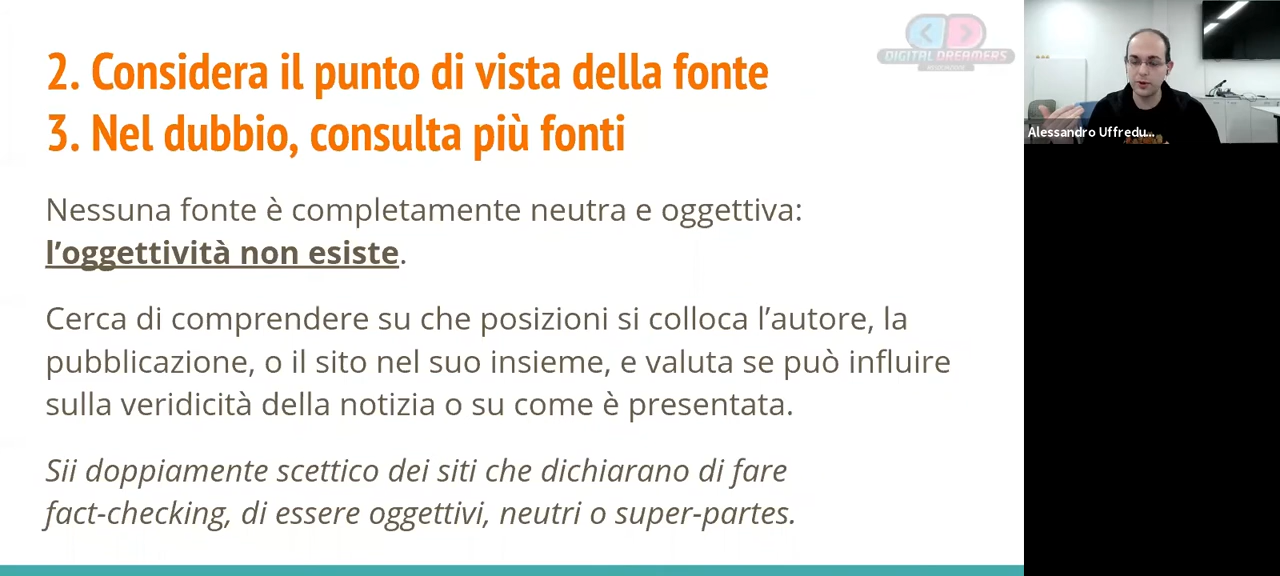 DIGITAL DREAMERS
2. Considera il punto di vista della fonte
3. Nel dubbio, consulta più fonti
Nessuna fonte è completamente neutra e oggettiva:
l’oggettività non esiste.
Cerca di comprendere su che posizioni si colloca l’autore, la
pubblicazione, o il sito nel suo insieme, e valuta se può influire
sulla veridicità della notizia o su come è presentata.
Sii doppiamente scettico dei siti che dichiarano di fare
fact-checking, di essere oggettivi, neutri o super-partes.
Alessandro Uffredu...